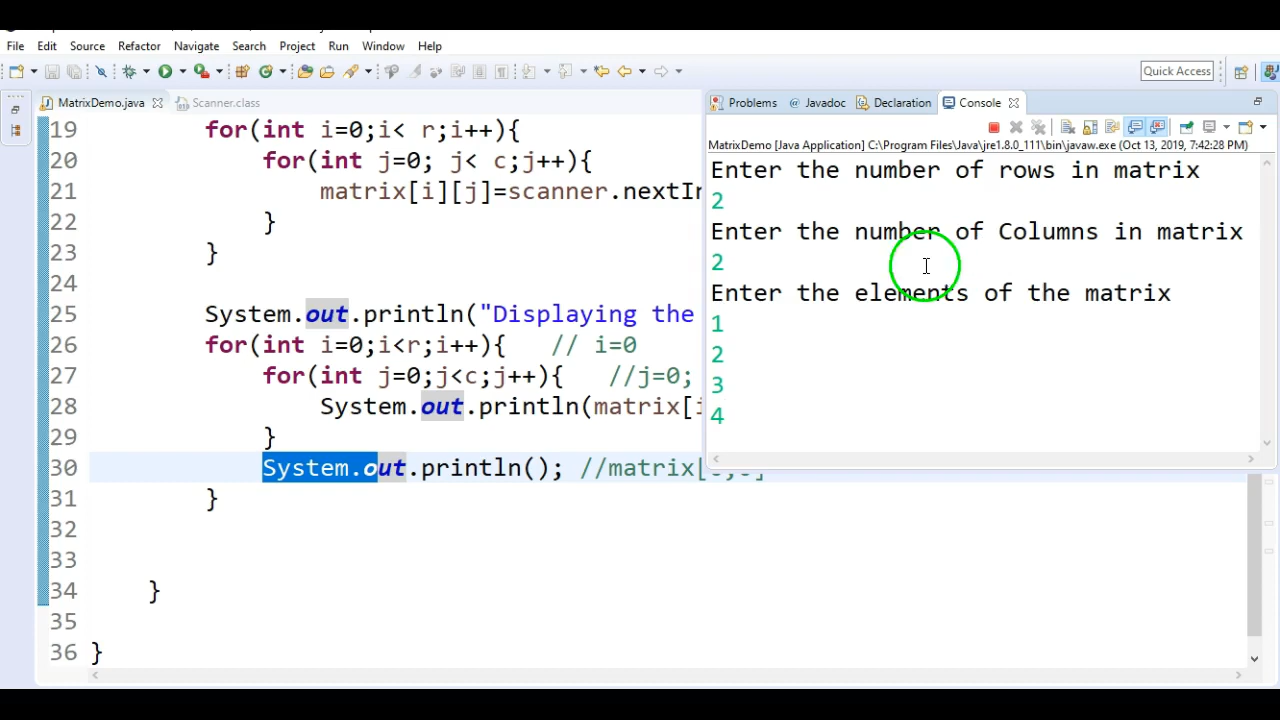 File Edit Source Refactor Navigate Search Project Run Window Help
Quick Access
MatrixDemo.java Scanner.class
19 for(int i=0;i< r;i++){
20 for(int j=0; j< c;j++){
21 matrix[i][j]=scanner.nextIn
22 }
23 }
24
25 System.out.println("Displaying the
26 for(int i=0;i<r;i++){ // i=0
27 for(int j=0;j<c;j++){ //j=0;
28 System.out.println(matrix[i
29 }
30 System.out.println(); //matrix[
31 }
32
33
34 }
35
36 }
Problems Javadoc Declaration Console
MatrixDemo [Java Application] C:\Program Files\Java\jre1.8.0_111\bin\javaw.exe (Oct 13, 2019, 7:42:28 PM)
Enter the number of rows in matrix
2
Enter the number of Columns in matrix
2
Enter the elements of the matrix
1
2
3
4